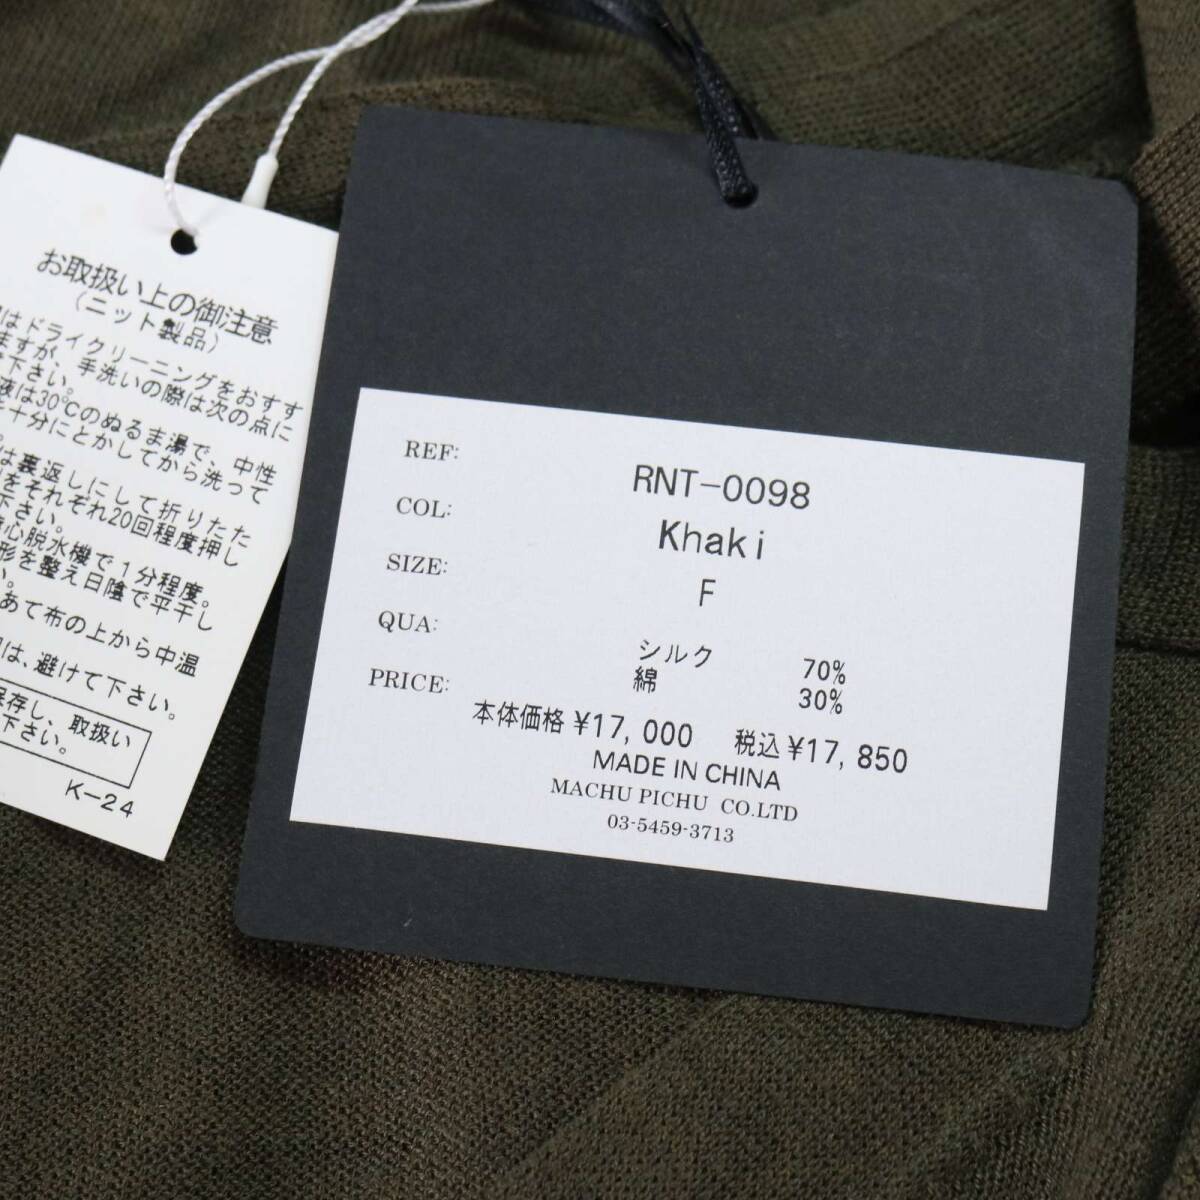 お取扱い上の御注意
(ニット製品)
はドライクリーニングをおすす
ますが、手洗いの際は次の点に
下さい。
液は30℃のぬるま湯で、中性
十分にとかしてから洗って
は裏返しにして折りたた
をそれぞれ20回程度押し
下さい。
心脱水機で1分程度。
形を整え日陰で平干し
い。
あて布の上から中温
は、避けて下さい。
保存し、取扱い
下さい。
K-24
REF: RNT-0098
COL: Khaki
SIZE: F
QUA: シルク 70%
綿 30%
PRICE: 本体価格 ¥17,000 税込 ¥17,850
MADE IN CHINA
MACHU PICHU CO.LTD
03-5459-3713